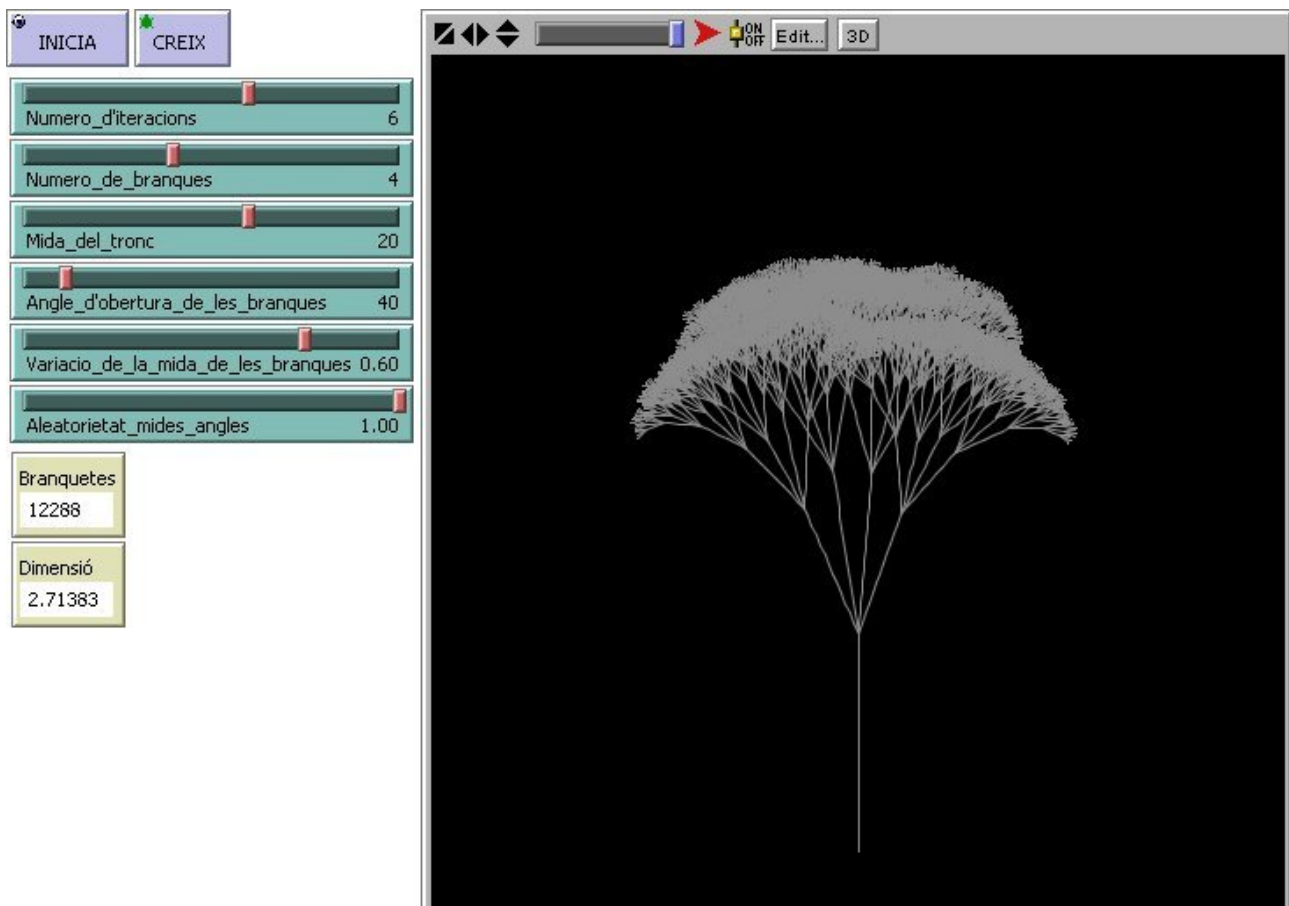 INICIA
CREIX
Numero_d'iteracions 6
Numero_de_branques 4
Mida_del_tronc 20
Angle_d'obertura_de_les_branques 40
Variacio_de_la_mida_de_les_branques 0.60
Aleatorietat_mides_angles 1.00
Branquetes
12288
Dimensió
2.71383
ON
OFF
Edit...
3D